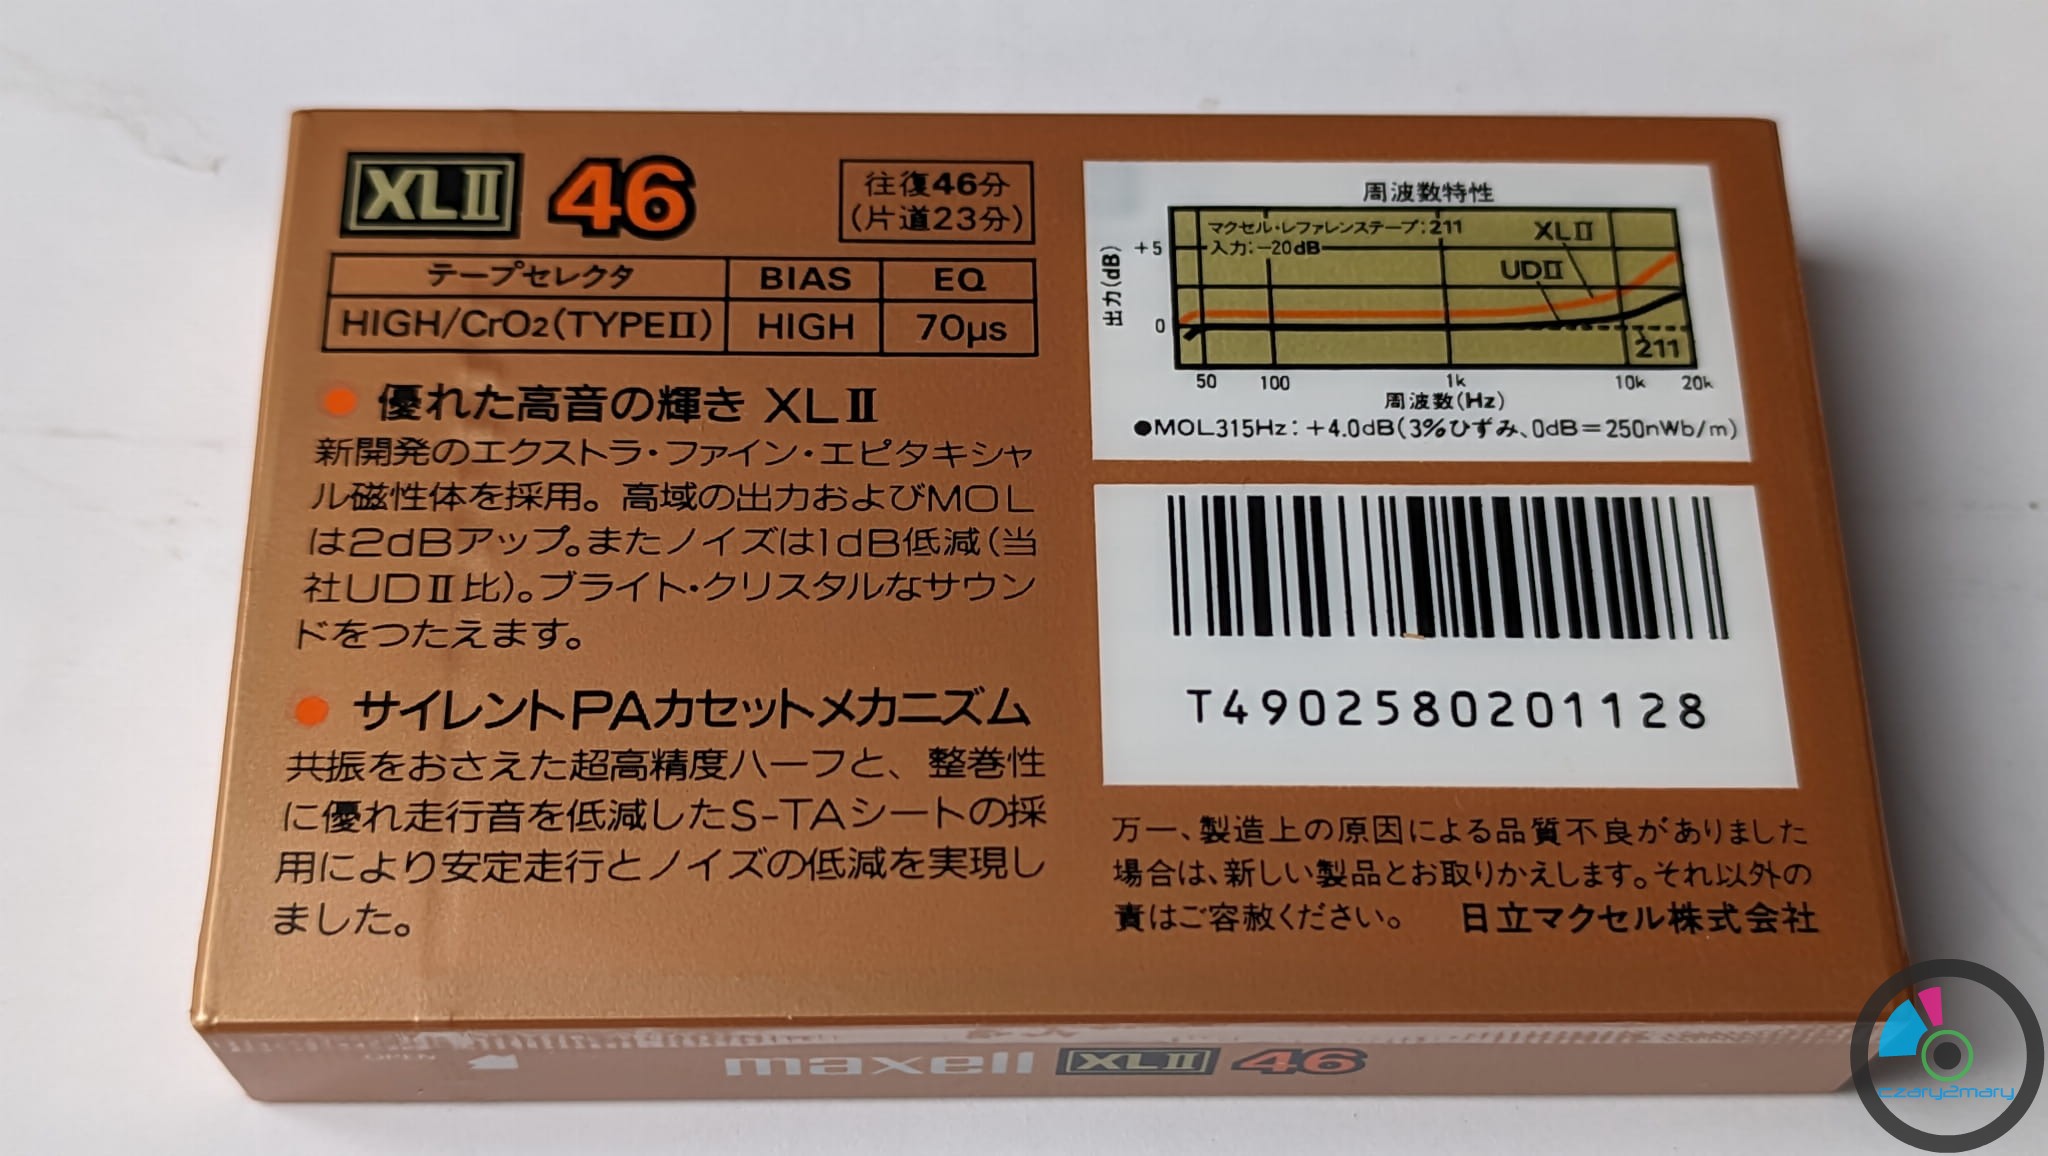 XLⅡ 46
往復46分
(片道23分)
テープセレクタ BIAS EQ
HIGH/CrO2(TYPEⅡ) HIGH 70μs
● 優れた高音の輝き XLⅡ
新開発のエクストラ・ファイン・エピタキシャ
ル磁性体を採用。高域の出力およびMOL
は2dBアップ。またノイズは1dB低減(当
社UDⅡ比)。ブライト・クリスタルなサウン
ドをつたえます。
● サイレントPAカセットメカニズム
共振をおさえた超高精度ハーフと、整巻性
に優れ走行音を低減したS-TAシートの採
用により安定走行とノイズの低減を実現し
ました。
周波数特性
マクセル・レファレンステープ:211
入力:-20dB
XLⅡ
UDⅡ
211
出力(dB)
+5
0
50 100 1k 10k 20k
周波数(Hz)
●MOL315Hz:+4.0dB(3%ひずみ、0dB=250nWb/m)
T4902580201128
万一、製造上の原因による品質不良がありました
場合は、新しい製品とお取りかえします。それ以外の
責はご容赦ください。 日立マクセル株式会社
OPEN
maxell XLⅡ 46
czary2mary